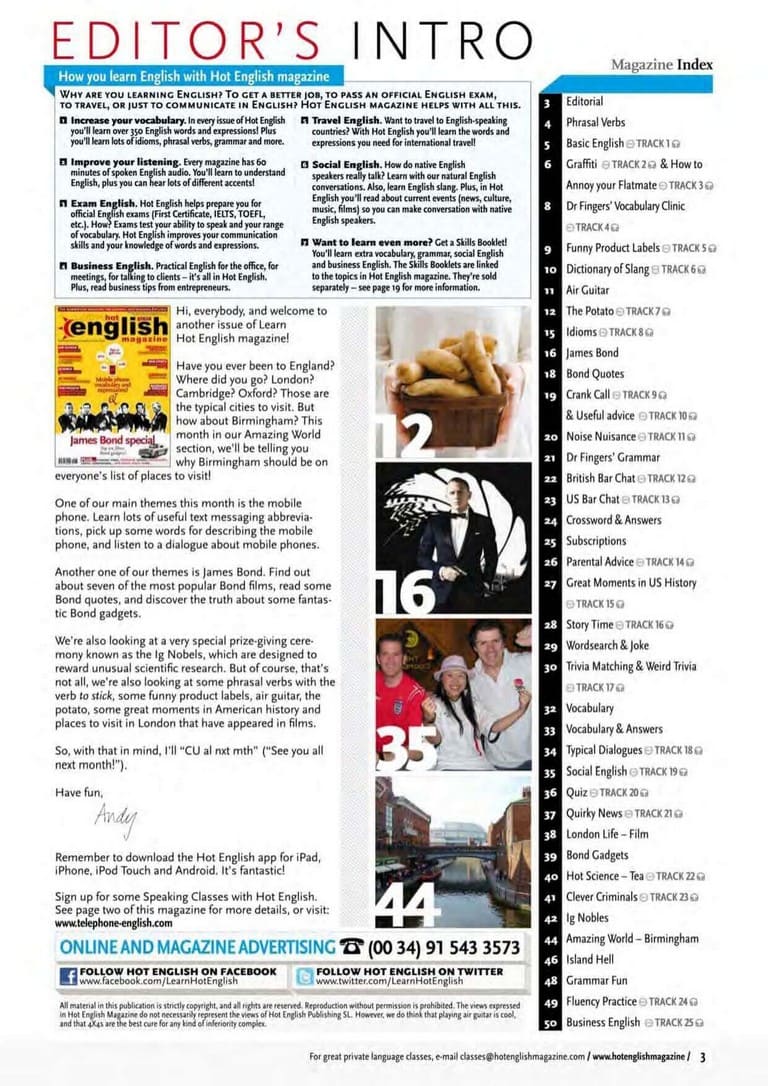 EDITOR'S INTRO
How you learn English with Hot English magazine
WHY ARE YOU LEARNING ENGLISH? TO GET A BETTER JOB, TO PASS AN OFFICIAL ENGLISH EXAM,
TO TRAVEL, OR JUST TO COMMUNICATE IN ENGLISH? HOT ENGLISH MAGAZINE HELPS WITH ALL THIS.
1 Increase your vocabulary. In every issue of Hot English
you'll learn over 350 English words and expressions! Plus
you'll learn lots of idioms, phrasal verbs, grammar and more.
2 Improve your listening. Every magazine has 60
minutes of spoken English audio. You'll learn to understand
English, plus you can hear lots of different accents!
3 Exam English. Hot English helps prepare you for
official English exams (First Certificate, IELTS, TOEFL,
etc.). How? Exams test your ability to speak and your range
of vocabulary. Hot English improves your communication
skills and your knowledge of words and expressions.
4 Business English. Practical English for the office, for
meetings, for talking to clients – it's all in Hot English.
Plus, read business tips from entrepreneurs.
5 Travel English. Want to travel to English-speaking
countries? With Hot English you'll learn the words and
expressions you need for international travel!
6 Social English. How do native English
speakers really talk? Learn with our natural English
conversations. Also, learn English slang. Plus, in Hot
English you'll read about current events (news, culture,
music, films) so you can make conversation with native
English speakers.
7 Want to learn even more? Get a Skills Booklet!
You'll learn extra vocabulary, grammar, social English
and business English. The Skills Booklets are linked
to the topics in Hot English magazine. They're sold
separately – see page 19 for more information.
hot
english
magazine
Mobile phone
vocabulary and
expressions!
James Bond special
Hi, everybody, and welcome to
another issue of Learn
Hot English magazine!
Have you ever been to England?
Where did you go? London?
Cambridge? Oxford? Those are
the typical cities to visit. But
how about Birmingham? This
month in our Amazing World
section, we'll be telling you
why Birmingham should be on
everyone's list of places to visit!
One of our main themes this month is the mobile
phone. Learn lots of useful text messaging abbrevia-
tions, pick up some words for describing the mobile
phone, and listen to a dialogue about mobile phones.
Another one of our themes is James Bond. Find out
about seven of the most popular Bond films, read some
Bond quotes, and discover the truth about some fantas-
tic Bond gadgets.
We're also looking at a very special prize-giving cere-
mony known as the Ig Nobels, which are designed to
reward unusual scientific research. But of course, that's
not all, we're also looking at some phrasal verbs with the
verb to stick, some funny product labels, air guitar, the
potato, some great moments in American history and
places to visit in London that have appeared in films.
So, with that in mind, I'll "CU al nxt mth" ("See you all
next month!").
Have fun,
Andy
Remember to download the Hot English app for iPad,
iPhone, iPod Touch and Android. It's fantastic!
Sign up for some Speaking Classes with Hot English.
See page two of this magazine for more details, or visit:
www.telephone-english.com
12
16
35
44
ONLINE AND MAGAZINE ADVERTISING ☎ (00 34) 91 543 3573
FOLLOW HOT ENGLISH ON FACEBOOK
www.facebook.com/LearnHotEnglish
FOLLOW HOT ENGLISH ON TWITTER
www.twitter.com/LearnHotEnglish
All material in this publication is strictly copyright, and all rights are reserved. Reproduction without permission is prohibited. The views expressed
in Hot English Magazine do not necessarily represent the views of Hot English Publishing SL. However, we do think that playing air guitar is cool,
and that 4X4s are the best cure for any kind of inferiority complex.
Magazine Index
3 Editorial
4 Phrasal Verbs
5 Basic English TRACK 1
6 Graffiti TRACK 2 & How to
Annoy your Flatmate TRACK 3
8 Dr Fingers' Vocabulary Clinic
TRACK 4
9 Funny Product Labels TRACK 5
10 Dictionary of Slang TRACK 6
11 Air Guitar
12 The Potato TRACK 7
15 Idioms TRACK 8
16 James Bond
18 Bond Quotes
19 Crank Call TRACK 9
& Useful advice TRACK 10
20 Noise Nuisance TRACK 11
21 Dr Fingers' Grammar
22 British Bar Chat TRACK 12
23 US Bar Chat TRACK 13
24 Crossword & Answers
25 Subscriptions
26 Parental Advice TRACK 14
27 Great Moments in US History
TRACK 15
28 Story Time TRACK 16
29 Wordsearch & Joke
30 Trivia Matching & Weird Trivia
TRACK 17
32 Vocabulary
33 Vocabulary & Answers
34 Typical Dialogues TRACK 18
35 Social English TRACK 19
36 Quiz TRACK 20
37 Quirky News TRACK 21
38 London Life – Film
39 Bond Gadgets
40 Hot Science – Tea TRACK 22
41 Clever Criminals TRACK 23
42 Ig Nobles
44 Amazing World – Birmingham
46 Island Hell
48 Grammar Fun
49 Fluency Practice TRACK 24
50 Business English TRACK 25
For great private language classes, e-mail classes@hotenglishmagazine.com / www.hotenglishmagazine / 3